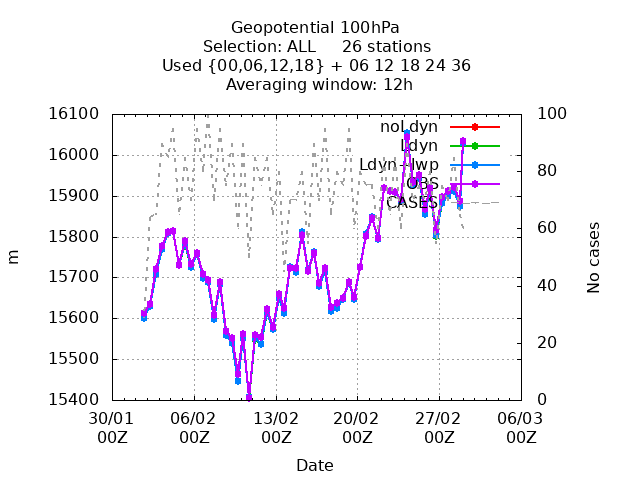 Geopotential 100hPa
Selection: ALL 26 stations
Used {00,06,12,18} + 06 12 18 24 36
Averaging window: 12h
16100
16000
15900
15800
15700
15600
15500
15400
m
noLdyn
Ldyn
Ldyn+lwp
OBS
CASES
100
80
60
40
20
0
No cases
30/01 06/02 13/02 20/02 27/02 06/03
00Z 00Z 00Z 00Z 00Z 00Z
Date